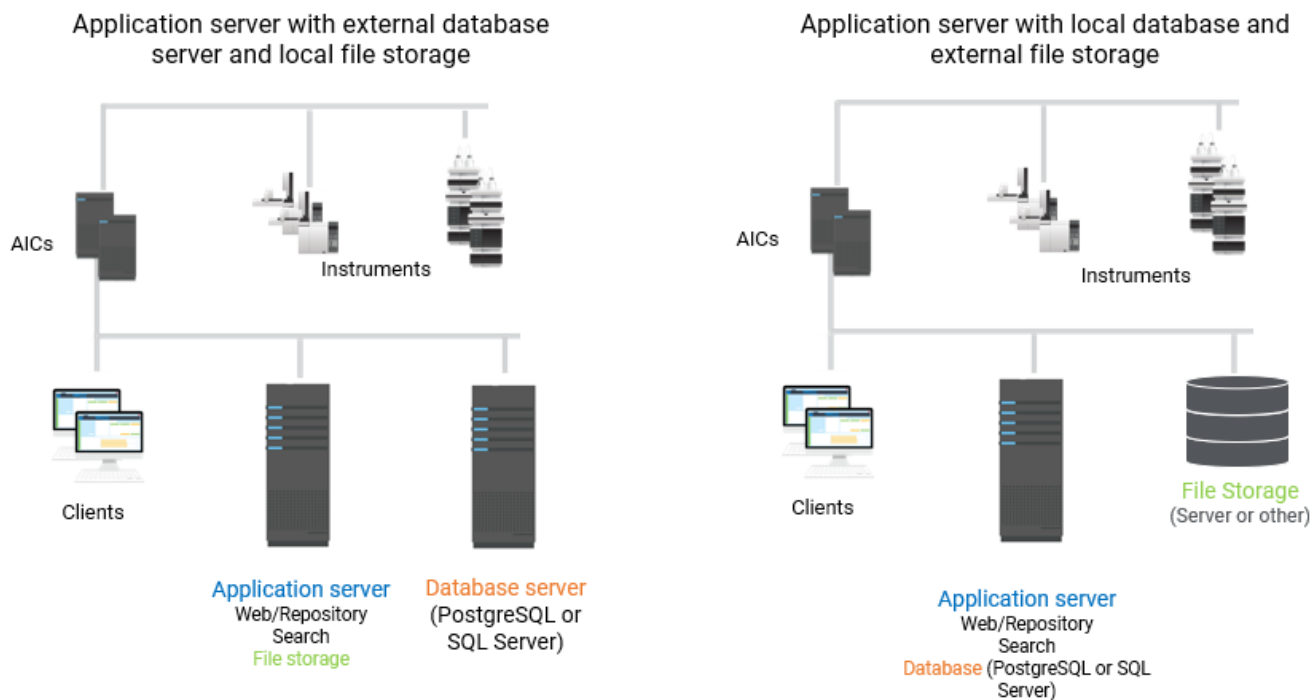 Application server with external database
server and local file storage
AICs
Instruments
Clients
Application server
Web/Repository
Search
File storage
Database server
(PostgreSQL or
SQL Server)
Application server with local database and
external file storage
AICs
Instruments
Clients
Application server
Web/Repository
Search
Database (PostgreSQL or SQL
Server)
File Storage
(Server or other)